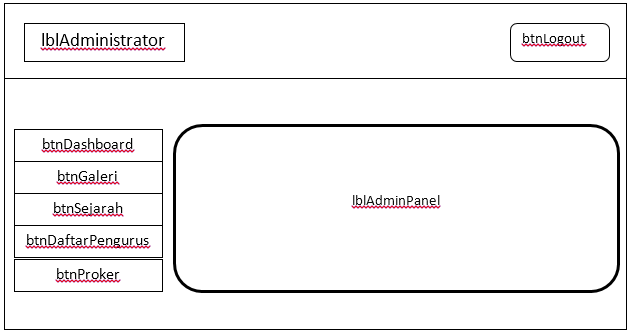 lblAdministrator
btnLogout
btnDashboard
btnGaleri
btnSejarah
btnDaftarPengurus
btnProker
lblAdminPanel